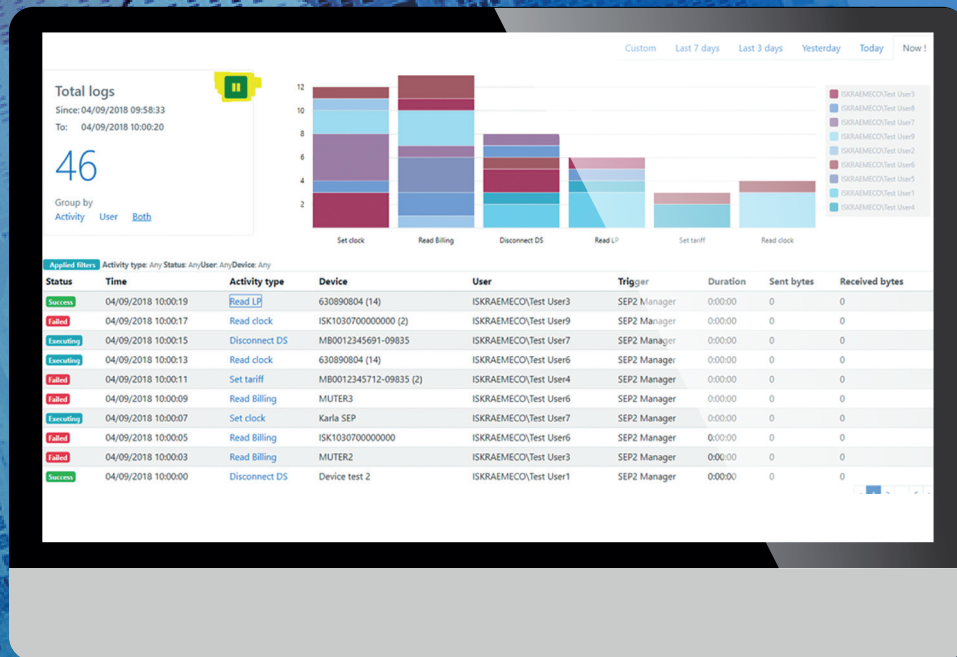 Custom Last 7 days Last 3 days Yesterday Today Now !
Total logs
Since: 04/09/2018 09:58:33
To: 04/09/2018 10:00:20
46
Group by
Activity User Both
12
10
8
6
4
2
Set clock Read Billing Disconnect DS Read LP Set tariff Read clock
ISKRAEMECO\Test User3
ISKRAEMECO\Test User8
ISKRAEMECO\Test User7
ISKRAEMECO\Test User9
ISKRAEMECO\Test User2
ISKRAEMECO\Test User6
ISKRAEMECO\Test User5
ISKRAEMECO\Test User1
ISKRAEMECO\Test User4
Applied filters Activity type: Any Status: AnyUser: AnyDevice: Any
Status Time Activity type Device User Trigger Duration Sent bytes Received bytes
Success 04/09/2018 10:00:19 Read LP 630890804 (14) ISKRAEMECO\Test User3 SEP2 Manager 0:00:00 0 0
Failed 04/09/2018 10:00:17 Read clock ISK1030700000000 (2) ISKRAEMECO\Test User9 SEP2 Manager 0:00:00 0 0
Executing 04/09/2018 10:00:15 Disconnect DS MB0012345691-09835 ISKRAEMECO\Test User7 SEP2 Manager 0:00:00 0 0
Executing 04/09/2018 10:00:13 Read clock 630890804 (14) ISKRAEMECO\Test User6 SEP2 Manager 0:00:00 0 0
Failed 04/09/2018 10:00:11 Set tariff MB0012345712-09835 (2) ISKRAEMECO\Test User4 SEP2 Manager 0:00:00 0 0
Failed 04/09/2018 10:00:09 Read Billing MUTER3 ISKRAEMECO\Test User6 SEP2 Manager 0:00:00 0 0
Executing 04/09/2018 10:00:07 Set clock Karla SEP ISKRAEMECO\Test User7 SEP2 Manager 0:00:00 0 0
Failed 04/09/2018 10:00:05 Read Billing ISK1030700000000 ISKRAEMECO\Test User6 SEP2 Manager 0:00:00 0 0
Failed 04/09/2018 10:00:03 Read Billing MUTER2 ISKRAEMECO\Test User3 SEP2 Manager 0:00:00 0 0
Success 04/09/2018 10:00:00 Disconnect DS Device test 2 ISKRAEMECO\Test User1 SEP2 Manager 0:00:00 0 0